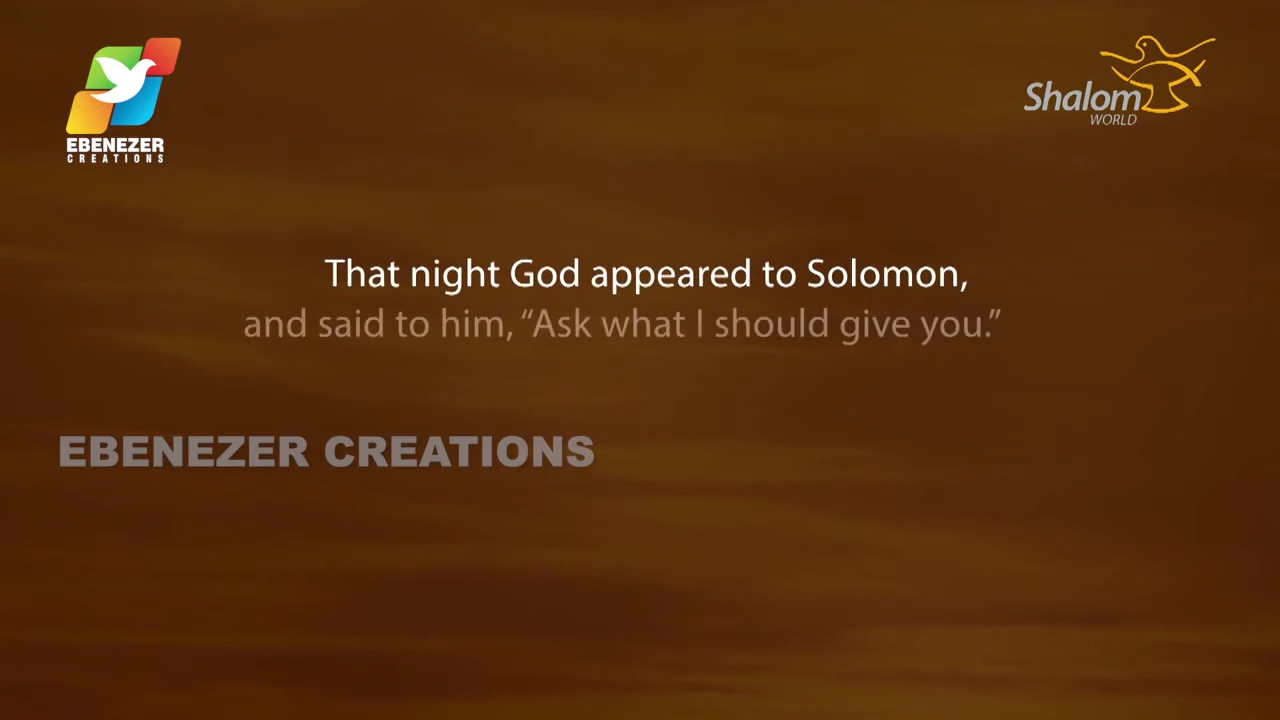 Shalom
WORLD
EBENEZER
CREATIONS
That night God appeared to Solomon,
and said to him, “Ask what I should give you.”
EBENEZER CREATIONS